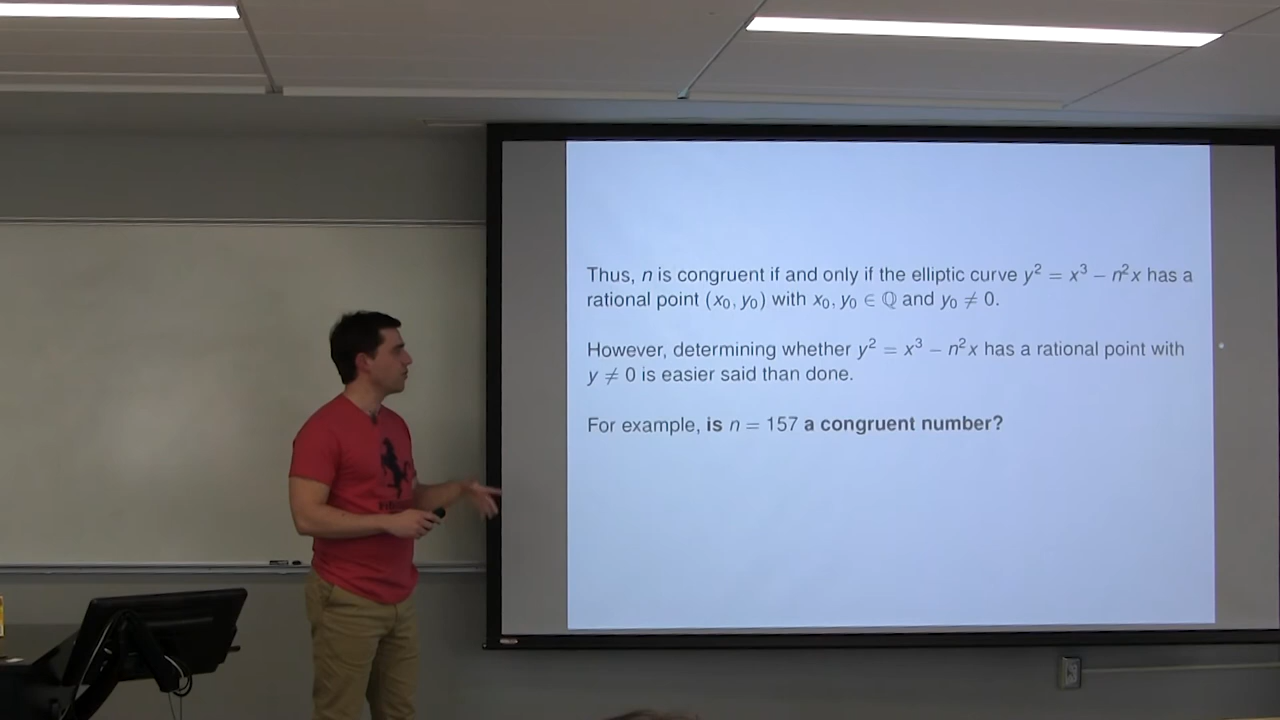 Thus, n is congruent if and only if the elliptic curve y² = x³ − n²x has a
rational point (x₀, y₀) with x₀, y₀ ∈ ℚ and y₀ ≠ 0.
However, determining whether y² = x³ − n²x has a rational point with
y ≠ 0 is easier said than done.
For example, is n = 157 a congruent number?